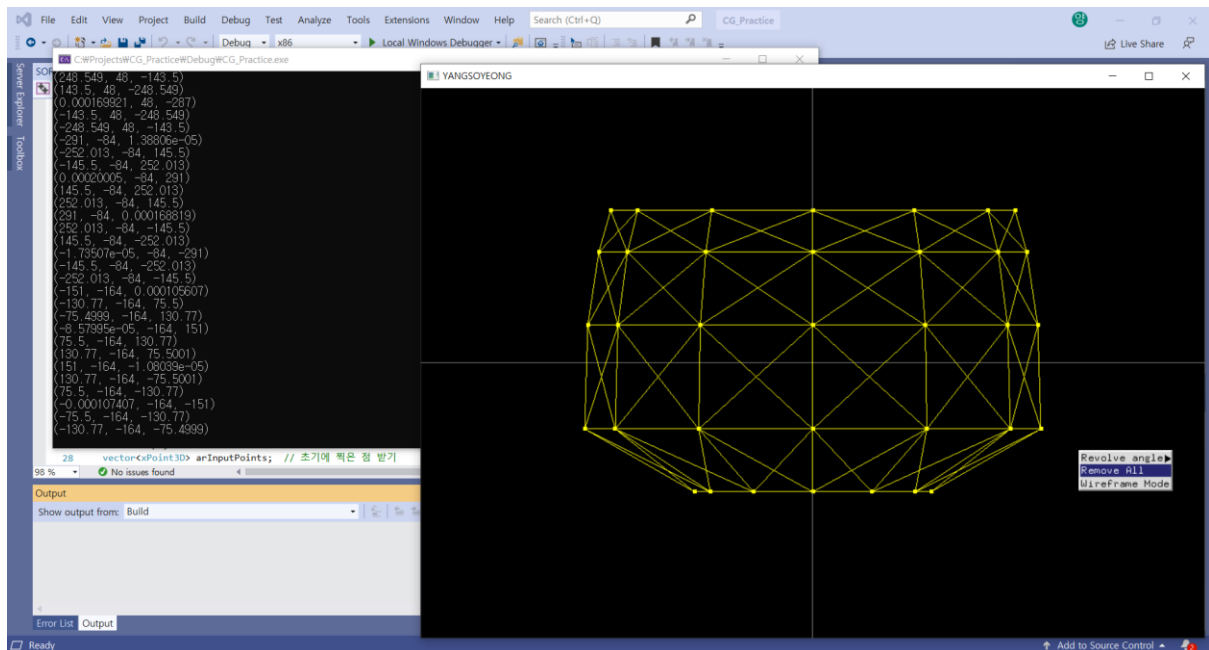 File Edit View Project Build Debug Test Analyze Tools Extensions Window Help Search (Ctrl+Q) CG_Practice 영
Debug x86 Local Windows Debugger Live Share
C:₩Projects₩CG_Practice₩Debug₩CG_Practice.exe
YANGSOYEONG
Server Explorer
Toolbox
(248.549, 48, -143.5)
(143.5, 48, -248.549)
(0.000169921, 48, -287)
(-143.5, 48, -248.549)
(-248.549, 48, -143.5)
(-291, -84, 1.38806e-05)
(-252.013, -84, 145.5)
(-145.5, -84, 252.013)
(0.00020005, -84, 291)
(145.5, -84, 252.013)
(252.013, -84, 145.5)
(291, -84, 0.000168819)
(252.013, -84, -145.5)
(145.5, -84, -252.013)
(-1.73507e-05, -84, -291)
(-145.5, -84, -252.013)
(-252.013, -84, -145.5)
(-151, -164, 0.000105607)
(-130.77, -164, 75.5)
(-75.4999, -164, 130.77)
(-8.57995e-05, -164, 151)
(75.5, -164, 130.77)
(130.77, -164, 75.5001)
(151, -164, -1.08039e-05)
(130.77, -164, -75.5001)
(75.5, -164, -130.77)
(-0.000107407, -164, -151)
(-75.5, -164, -130.77)
(-130.77, -164, -75.4999)
28 vector<xPoint3D> arInputPoints; // 초기에 찍은 점 받기
98 % No issues found
Output
Show output from: Build
Revolve angle
Remove All
Wireframe Mode
Error List Output
Ready Add to Source Control 2